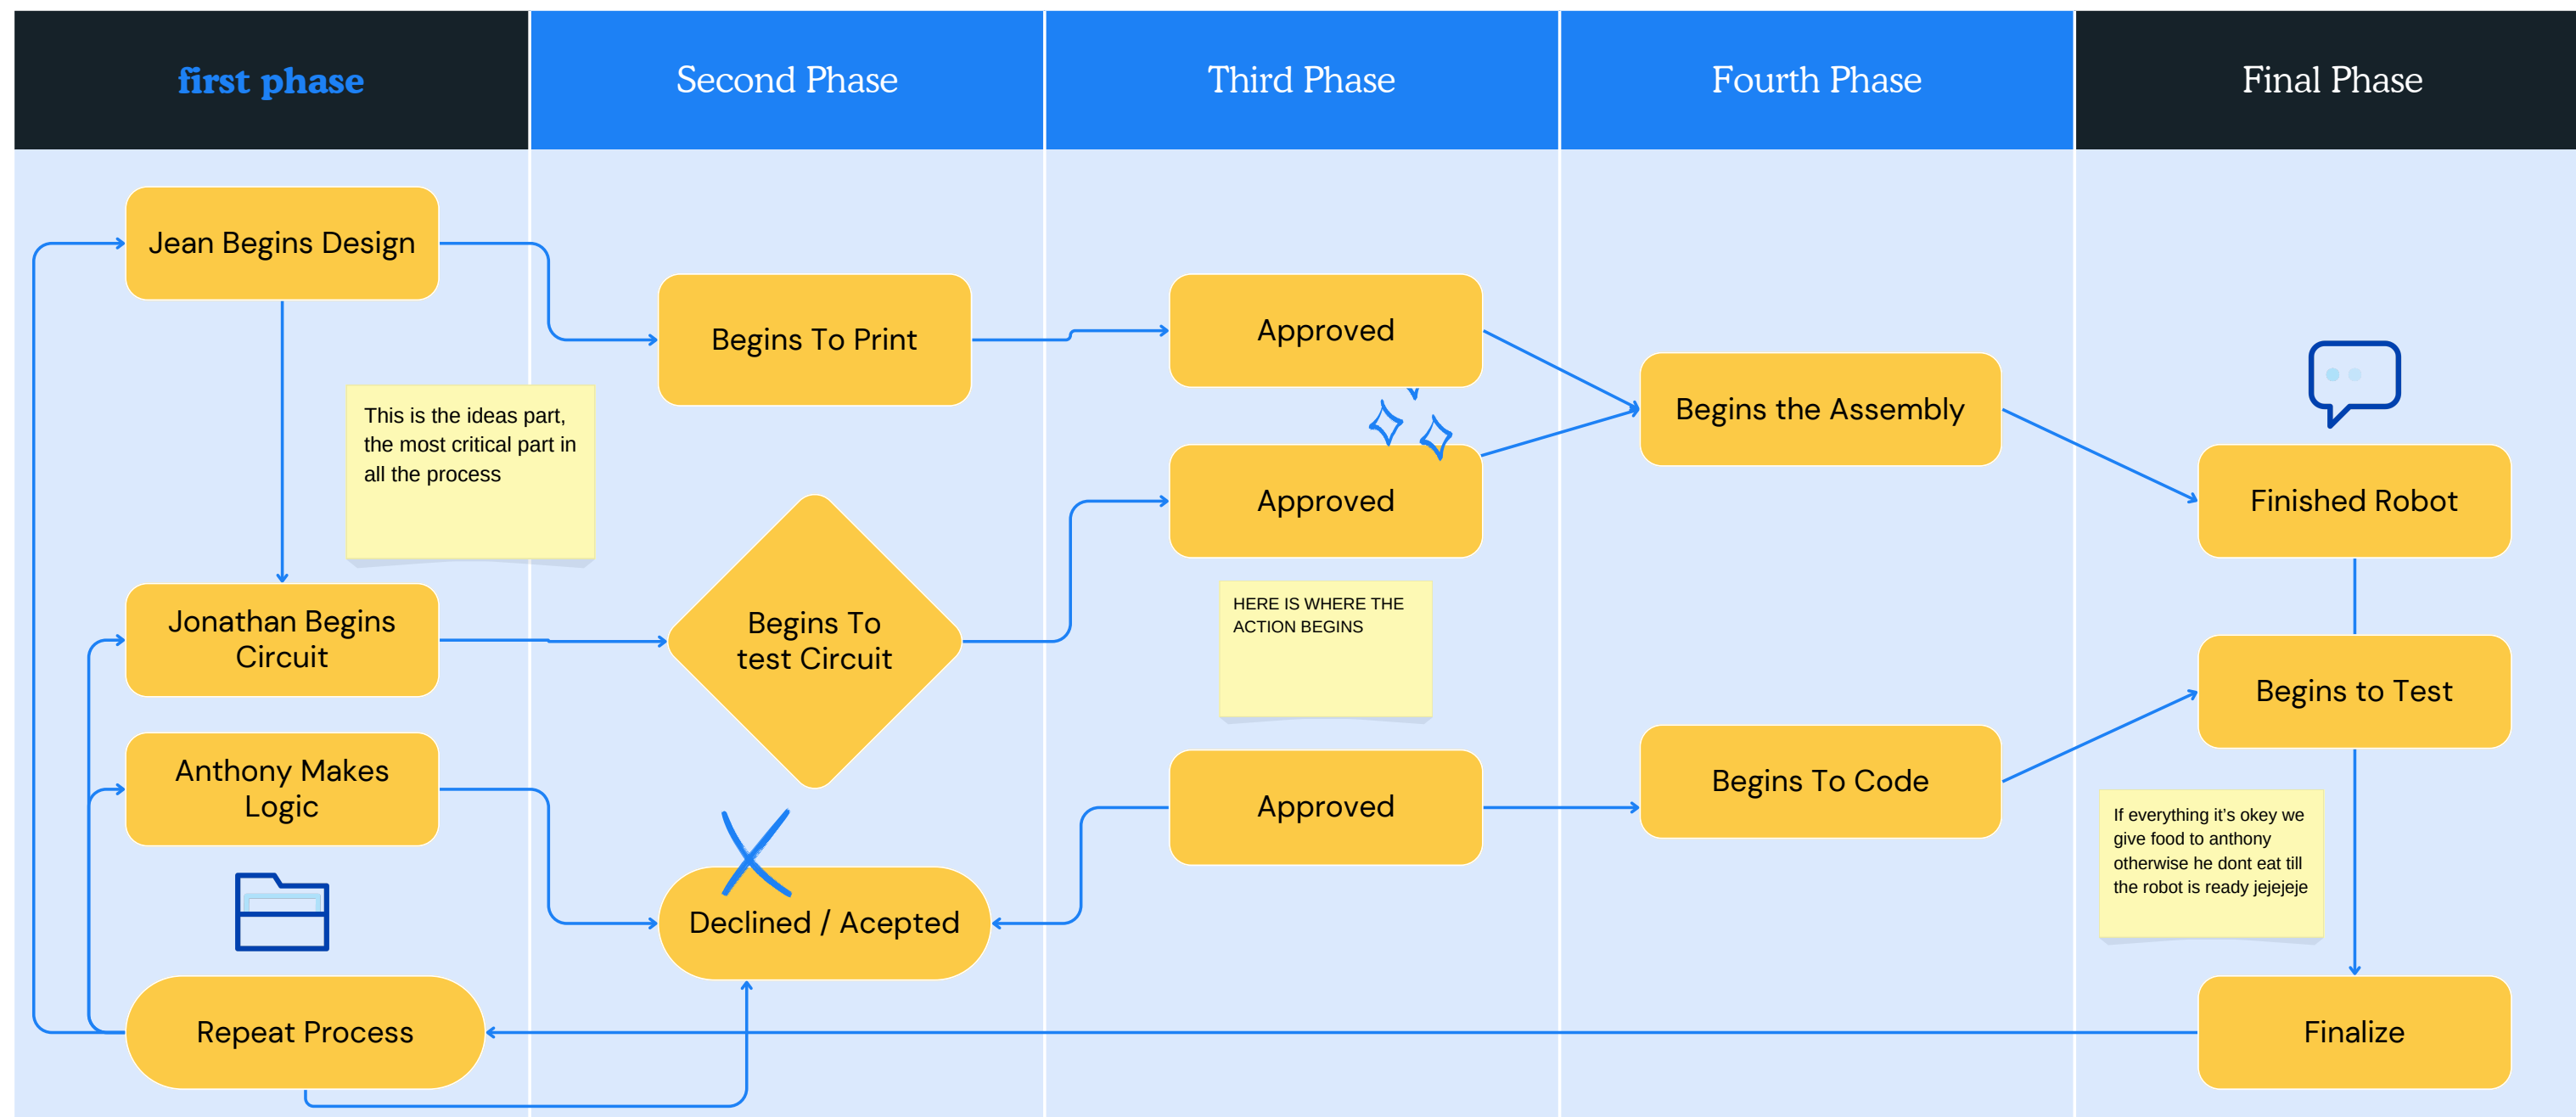 first phase
Second Phase
Third Phase
Fourth Phase
Final Phase
Jean Begins Design
Begins To Print
Approved
Begins the Assembly
This is the ideas part,
the most critical part in
all the process
Approved
Finished Robot
Jonathan Begins
Circuit
Begins To
test Circuit
HERE IS WHERE THE
ACTION BEGINS
Begins to Test
Anthony Makes
Logic
Approved
Begins To Code
If everything it’s okey we
give food to anthony
otherwise he dont eat till
the robot is ready jejejeje
Declined / Acepted
Repeat Process
Finalize